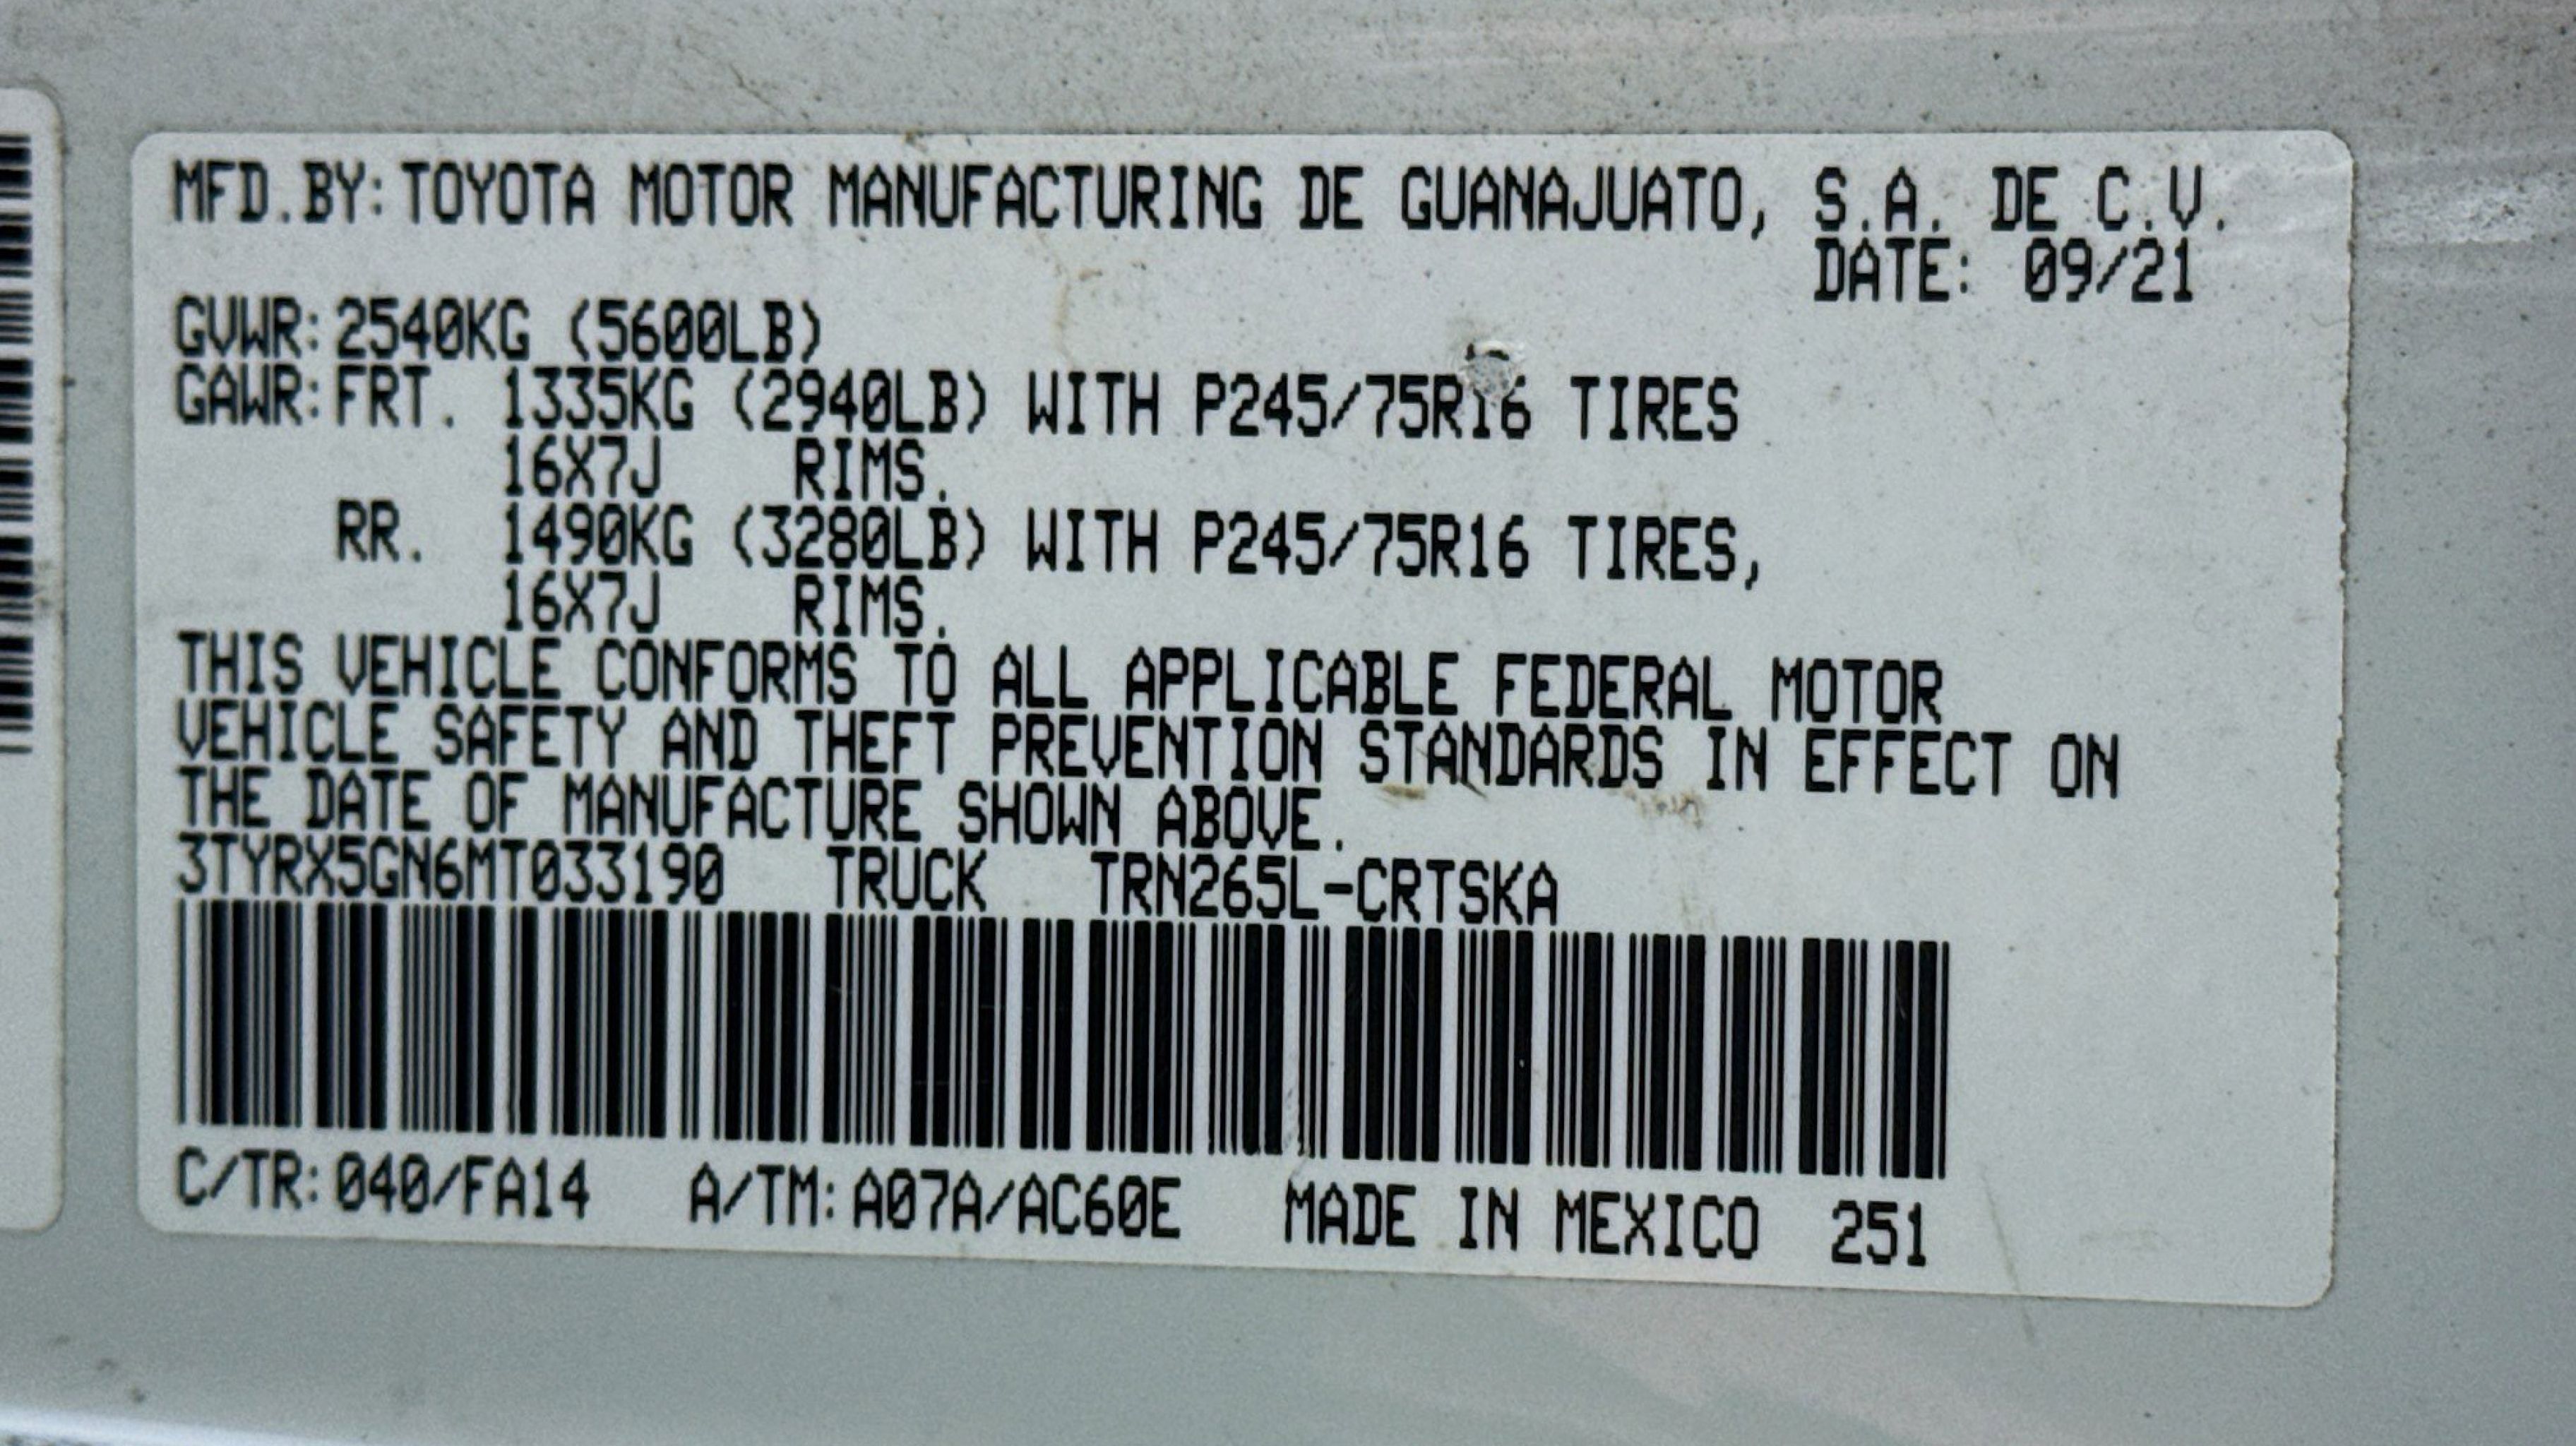 MFD.BY:TOYOTA MOTOR MANUFACTURING DE GUANAJUATO, S.A. DE C.V.
DATE: 09/21
GVWR:2540KG (5600LB)
GAWR:FRT. 1335KG (2940LB) WITH P245/75R16 TIRES
16X7J RIMS.
RR. 1490KG (3280LB) WITH P245/75R16 TIRES,
16X7J RIMS.
THIS VEHICLE CONFORMS TO ALL APPLICABLE FEDERAL MOTOR
VEHICLE SAFETY AND THEFT PREVENTION STANDARDS IN EFFECT ON
THE DATE OF MANUFACTURE SHOWN ABOVE.
3TYRX5GN6MT033190 TRUCK TRN265L-CRTSKA
C/TR:040/FA14 A/TM:A07A/AC60E MADE IN MEXICO 251